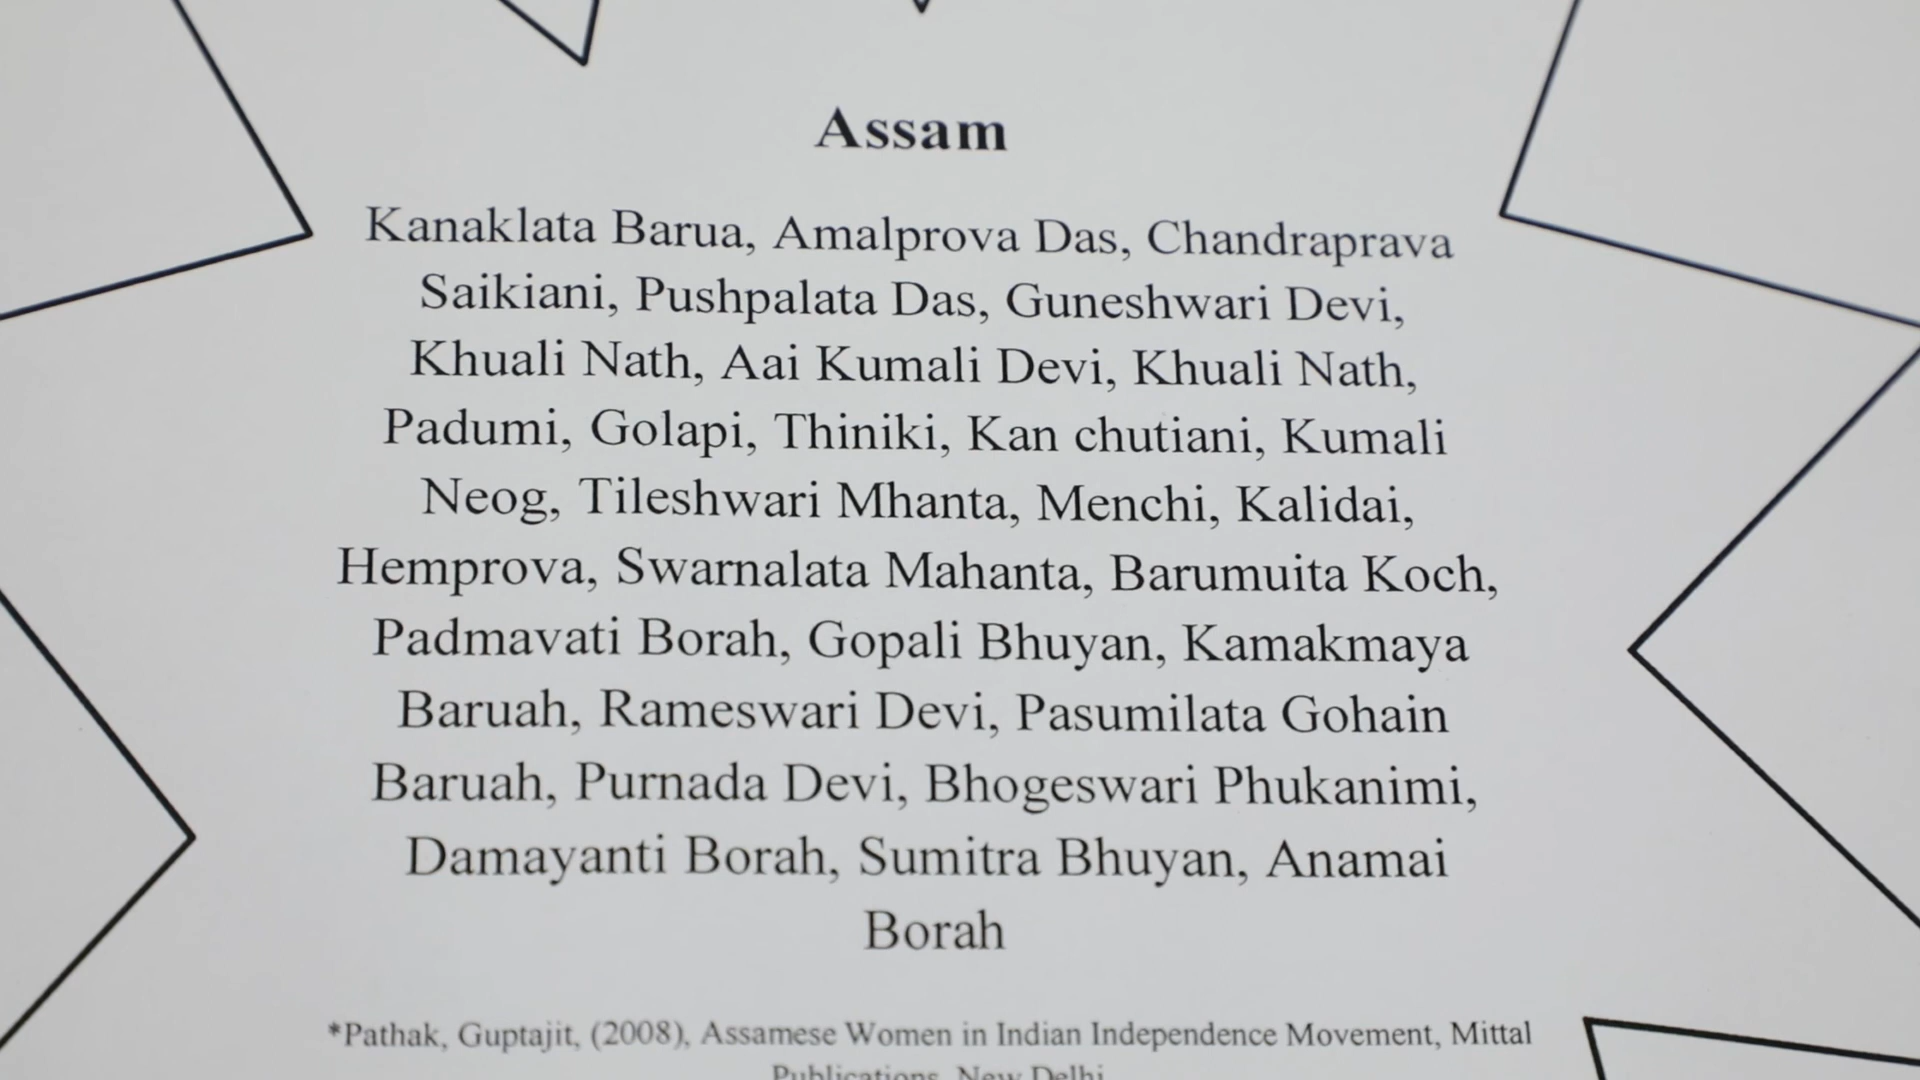 Assam
Kanaklata Barua, Amalprova Das, Chandraprava
Saikiani, Pushpalata Das, Guneshwari Devi,
Khuali Nath, Aai Kumali Devi, Khuali Nath,
Padumi, Golapi, Thiniki, Kan chutiani, Kumali
Neog, Tileshwari Mhanta, Menchi, Kalidai,
Hemprova, Swarnalata Mahanta, Barumuita Koch,
Padmavati Borah, Gopali Bhuyan, Kamakmaya
Baruah, Rameswari Devi, Pasumilata Gohain
Baruah, Purnada Devi, Bhogeswari Phukanimi,
Damayanti Borah, Sumitra Bhuyan, Anamai
Borah
*Pathak, Guptajit, (2008), Assamese Women in Indian Independence Movement, Mittal
Publications, New Delhi